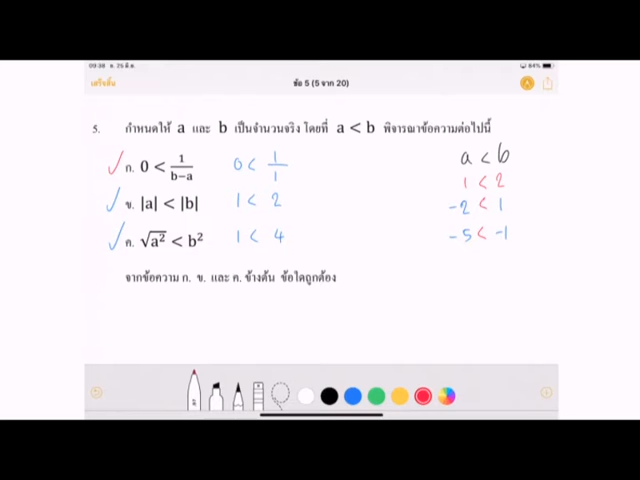 09:38 อ. 25 มี.ค. 84%
เสร็จสิ้น ข้อ 5 (5 จาก 20)
5. กำหนดให้ a และ b เป็นจำนวนจริง โดยที่ a < b พิจารณาข้อความต่อไปนี้
a < b
ก. 0 < 1/(b−a) 0 < 1/1
1 < 2
ข. |a| < |b| 1 < 2
-2 < 1
ค. √a² < b² 1 < 4
-5 < -1
จากข้อความ ก. ข. และ ค. ข้างต้น ข้อใดถูกต้อง